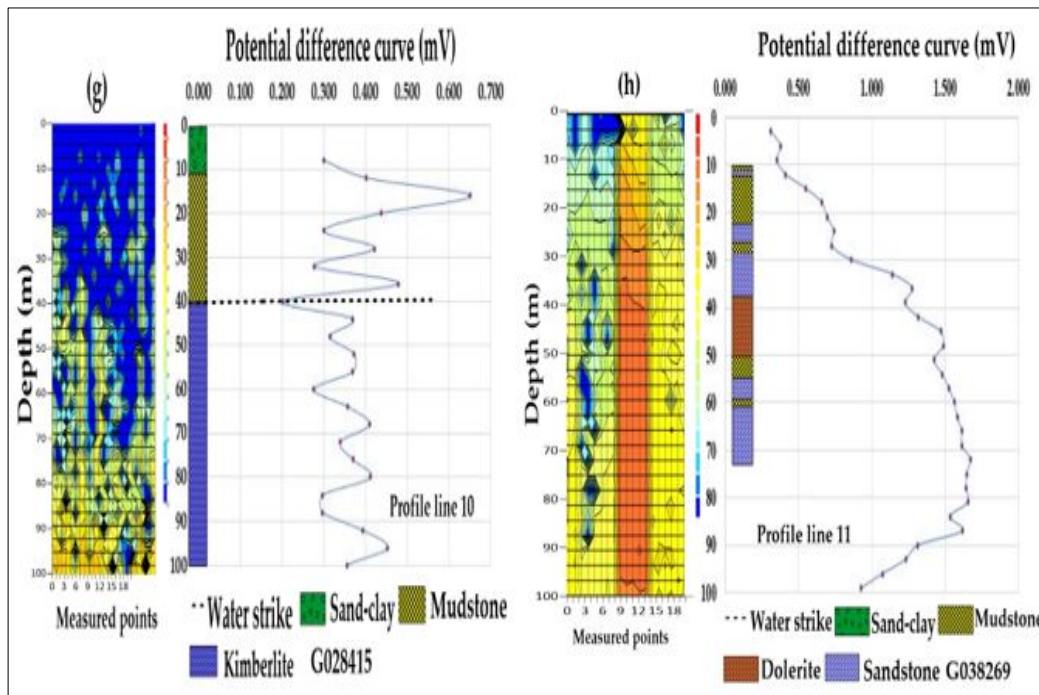 Potential difference curve (mV)
(g)
0.000 0.100 0.200 0.300 0.400 0.500 0.600 0.700
Depth (m)
0
10
20
30
40
50
60
70
80
90
100
0 3 6 9 12 15 18
Measured points
0
10
20
30
40
50
60
70
80
90
100
Profile line 10
Water strike
Sand-clay
Mudstone
Kimberlite G028415
Potential difference curve (mV)
(h)
0.000 0.500 1.000 1.500 2.000
Depth (m)
0
10
20
30
40
50
60
70
80
90
100
0 3 6 9 12 15 18
Measured points
0
10
20
30
40
50
60
70
80
90
100
Profile line 11
Water strike
Sand-clay
Mudstone
Dolerite
Sandstone G038269